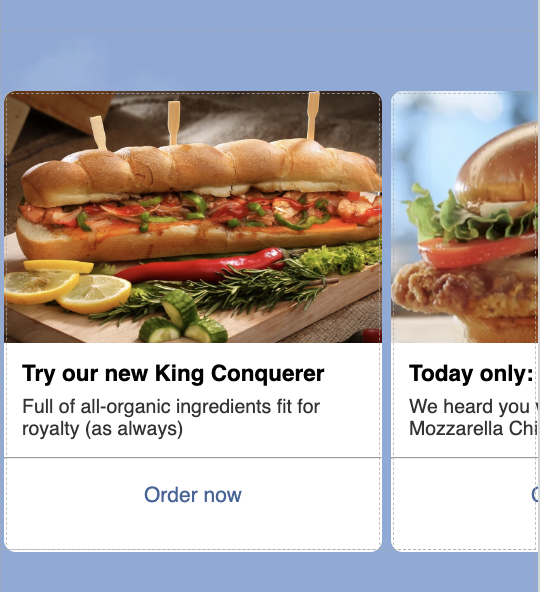 Try our new King Conquerer
Full of all-organic ingredients fit for
royalty (as always)
Order now
Today only:
We heard you
Mozzarella